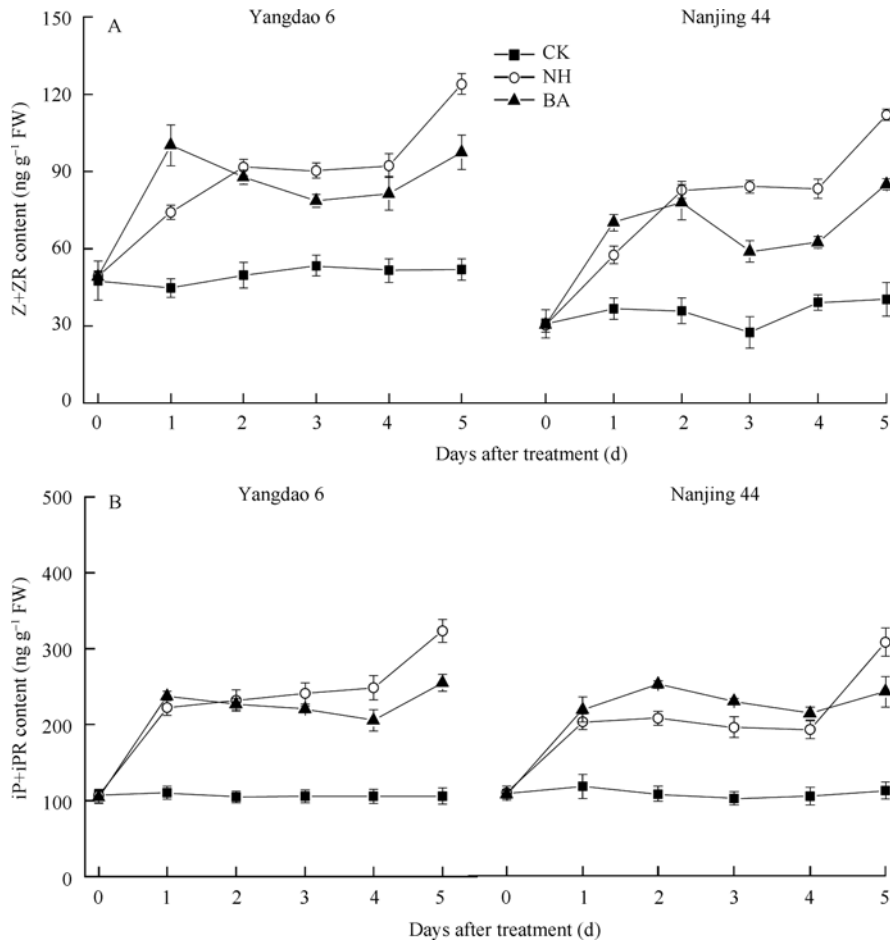 A
Yangdao 6
Nanjing 44
CK
NH
BA
Z+ZR content (ng g⁻¹ FW)
150
120
90
60
30
0
0 1 2 3 4 5 0 1 2 3 4 5
Days after treatment (d)
B
Yangdao 6
Nanjing 44
iP+iPR content (ng g⁻¹ FW)
500
400
300
200
100
0
0 1 2 3 4 5 0 1 2 3 4 5
Days after treatment (d)